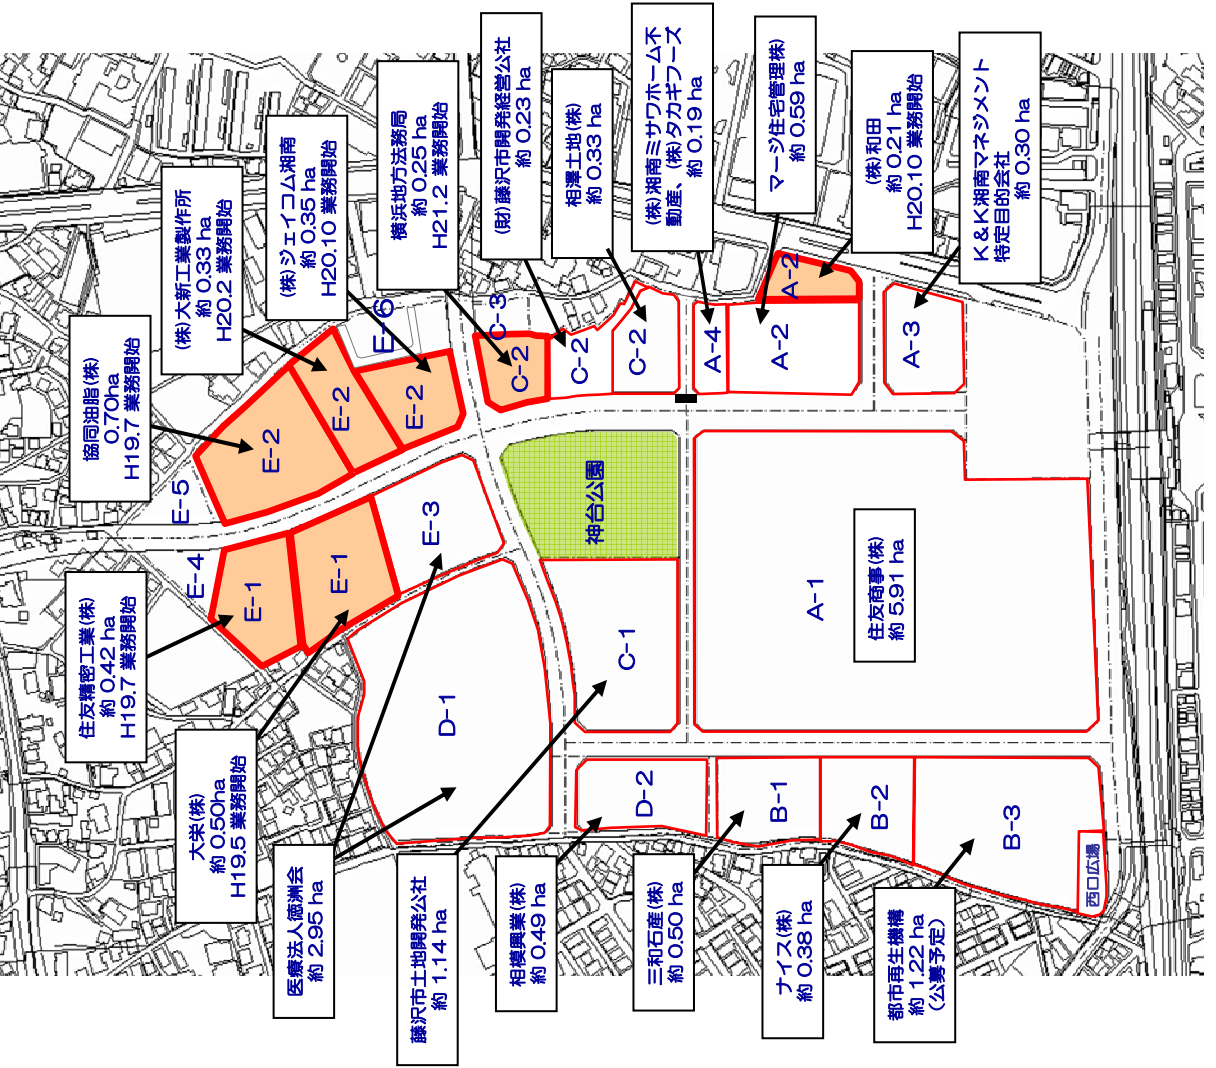 協同油脂(株)
0.70ha
H19.7 業務開始
(株)大新工業製作所
約 0.33 ha
H20.2 業務開始
(株)ジェイコム湘南
約 0.35 ha
H20.10 業務開始
横浜地方法務局
約 0.25 ha
H21.2 業務開始
(財)藤沢市開発経営公社
約 0.23 ha
相澤土地(株)
約 0.33 ha
(株)湘南ミサワホーム不
動産、(株)タカギフーズ
約 0.19 ha
マージ住宅管理(株)
約 0.59 ha
(株)和田
約 0.21 ha
H20.10 業務開始
K&K湘南マネジメント
特定目的会社
約 0.30 ha
E-5
E-2
E-2
E-2
E-6
C-3
C-2
C-2
C-2
A-4
A-2
A-2
A-3
E-4
E-1
E-1
E-3
神台公園
D-1
C-1
A-1
住友商事(株)
約 5.91 ha
D-2
B-1
B-2
B-3
西口広場
住友精密工業(株)
約 0.42 ha
H19.7 業務開始
大栄(株)
約 0.50ha
H19.5 業務開始
医療法人徳洲会
約 2.95 ha
藤沢市土地開発公社
約 1.14 ha
相模興業(株)
約 0.49 ha
三和石産(株)
約 0.50 ha
ナイス(株)
約 0.38 ha
都市再生機構
約 1.22 ha
（公募予定）